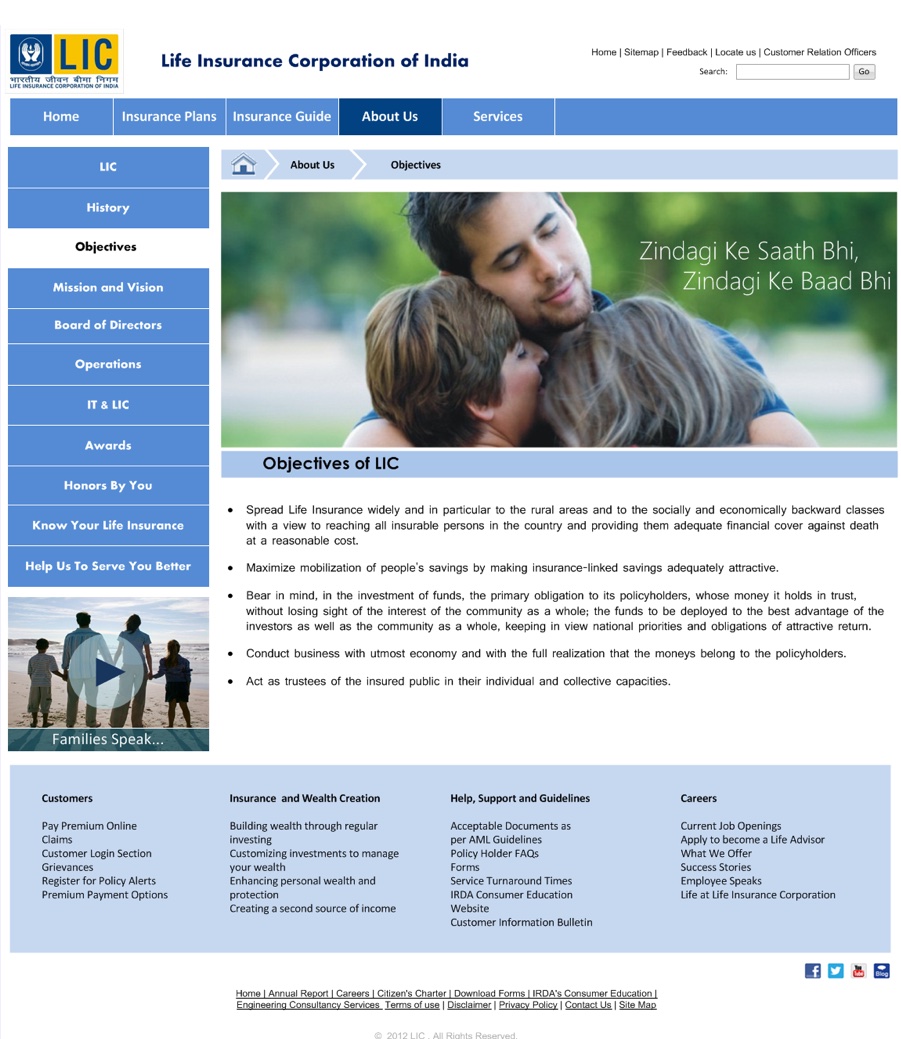 LIC
भारतीय जीवन बीमा निगम
LIFE INSURANCE CORPORATION OF INDIA
Life Insurance Corporation of India
Home | Sitemap | Feedback | Locate us | Customer Relation Officers
Search:
Go
Home
Insurance Plans
Insurance Guide
About Us
Services
LIC
History
Objectives
Mission and Vision
Board of Directors
Operations
IT & LIC
Awards
Honors By You
Know Your Life Insurance
Help Us To Serve You Better
Families Speak...
About Us
Objectives
Zindagi Ke Saath Bhi,
Zindagi Ke Baad Bhi
Objectives of LIC
• Spread Life Insurance widely and in particular to the rural areas and to the socially and economically backward classes
with a view to reaching all insurable persons in the country and providing them adequate financial cover against death
at a reasonable cost.
• Maximize mobilization of people's savings by making insurance-linked savings adequately attractive.
• Bear in mind, in the investment of funds, the primary obligation to its policyholders, whose money it holds in trust,
without losing sight of the interest of the community as a whole; the funds to be deployed to the best advantage of the
investors as well as the community as a whole, keeping in view national priorities and obligations of attractive return.
• Conduct business with utmost economy and with the full realization that the moneys belong to the policyholders.
• Act as trustees of the insured public in their individual and collective capacities.
Customers
Pay Premium Online
Claims
Customer Login Section
Grievances
Register for Policy Alerts
Premium Payment Options
Insurance and Wealth Creation
Building wealth through regular
investing
Customizing investments to manage
your wealth
Enhancing personal wealth and
protection
Creating a second source of income
Help, Support and Guidelines
Acceptable Documents as
per AML Guidelines
Policy Holder FAQs
Forms
Service Turnaround Times
IRDA Consumer Education
Website
Customer Information Bulletin
Careers
Current Job Openings
Apply to become a Life Advisor
What We Offer
Success Stories
Employee Speaks
Life at Life Insurance Corporation
You
Blog
Home | Annual Report | Careers | Citizen's Charter | Download Forms | IRDA's Consumer Education |
Engineering Consultancy Services Terms of use | Disclaimer | Privacy Policy | Contact Us | Site Map
© 2012 LIC . All Rights Reserved.